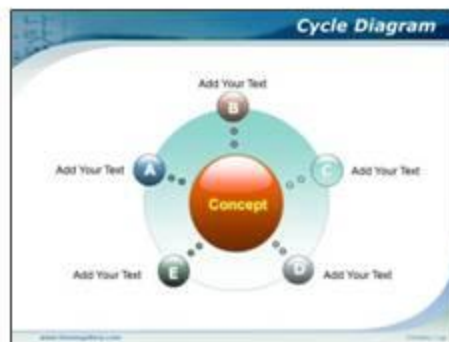 Cycle Diagram
Add Your Text
B
Add Your Text
A
C
Add Your Text
Concept
Add Your Text
E
D
Add Your Text